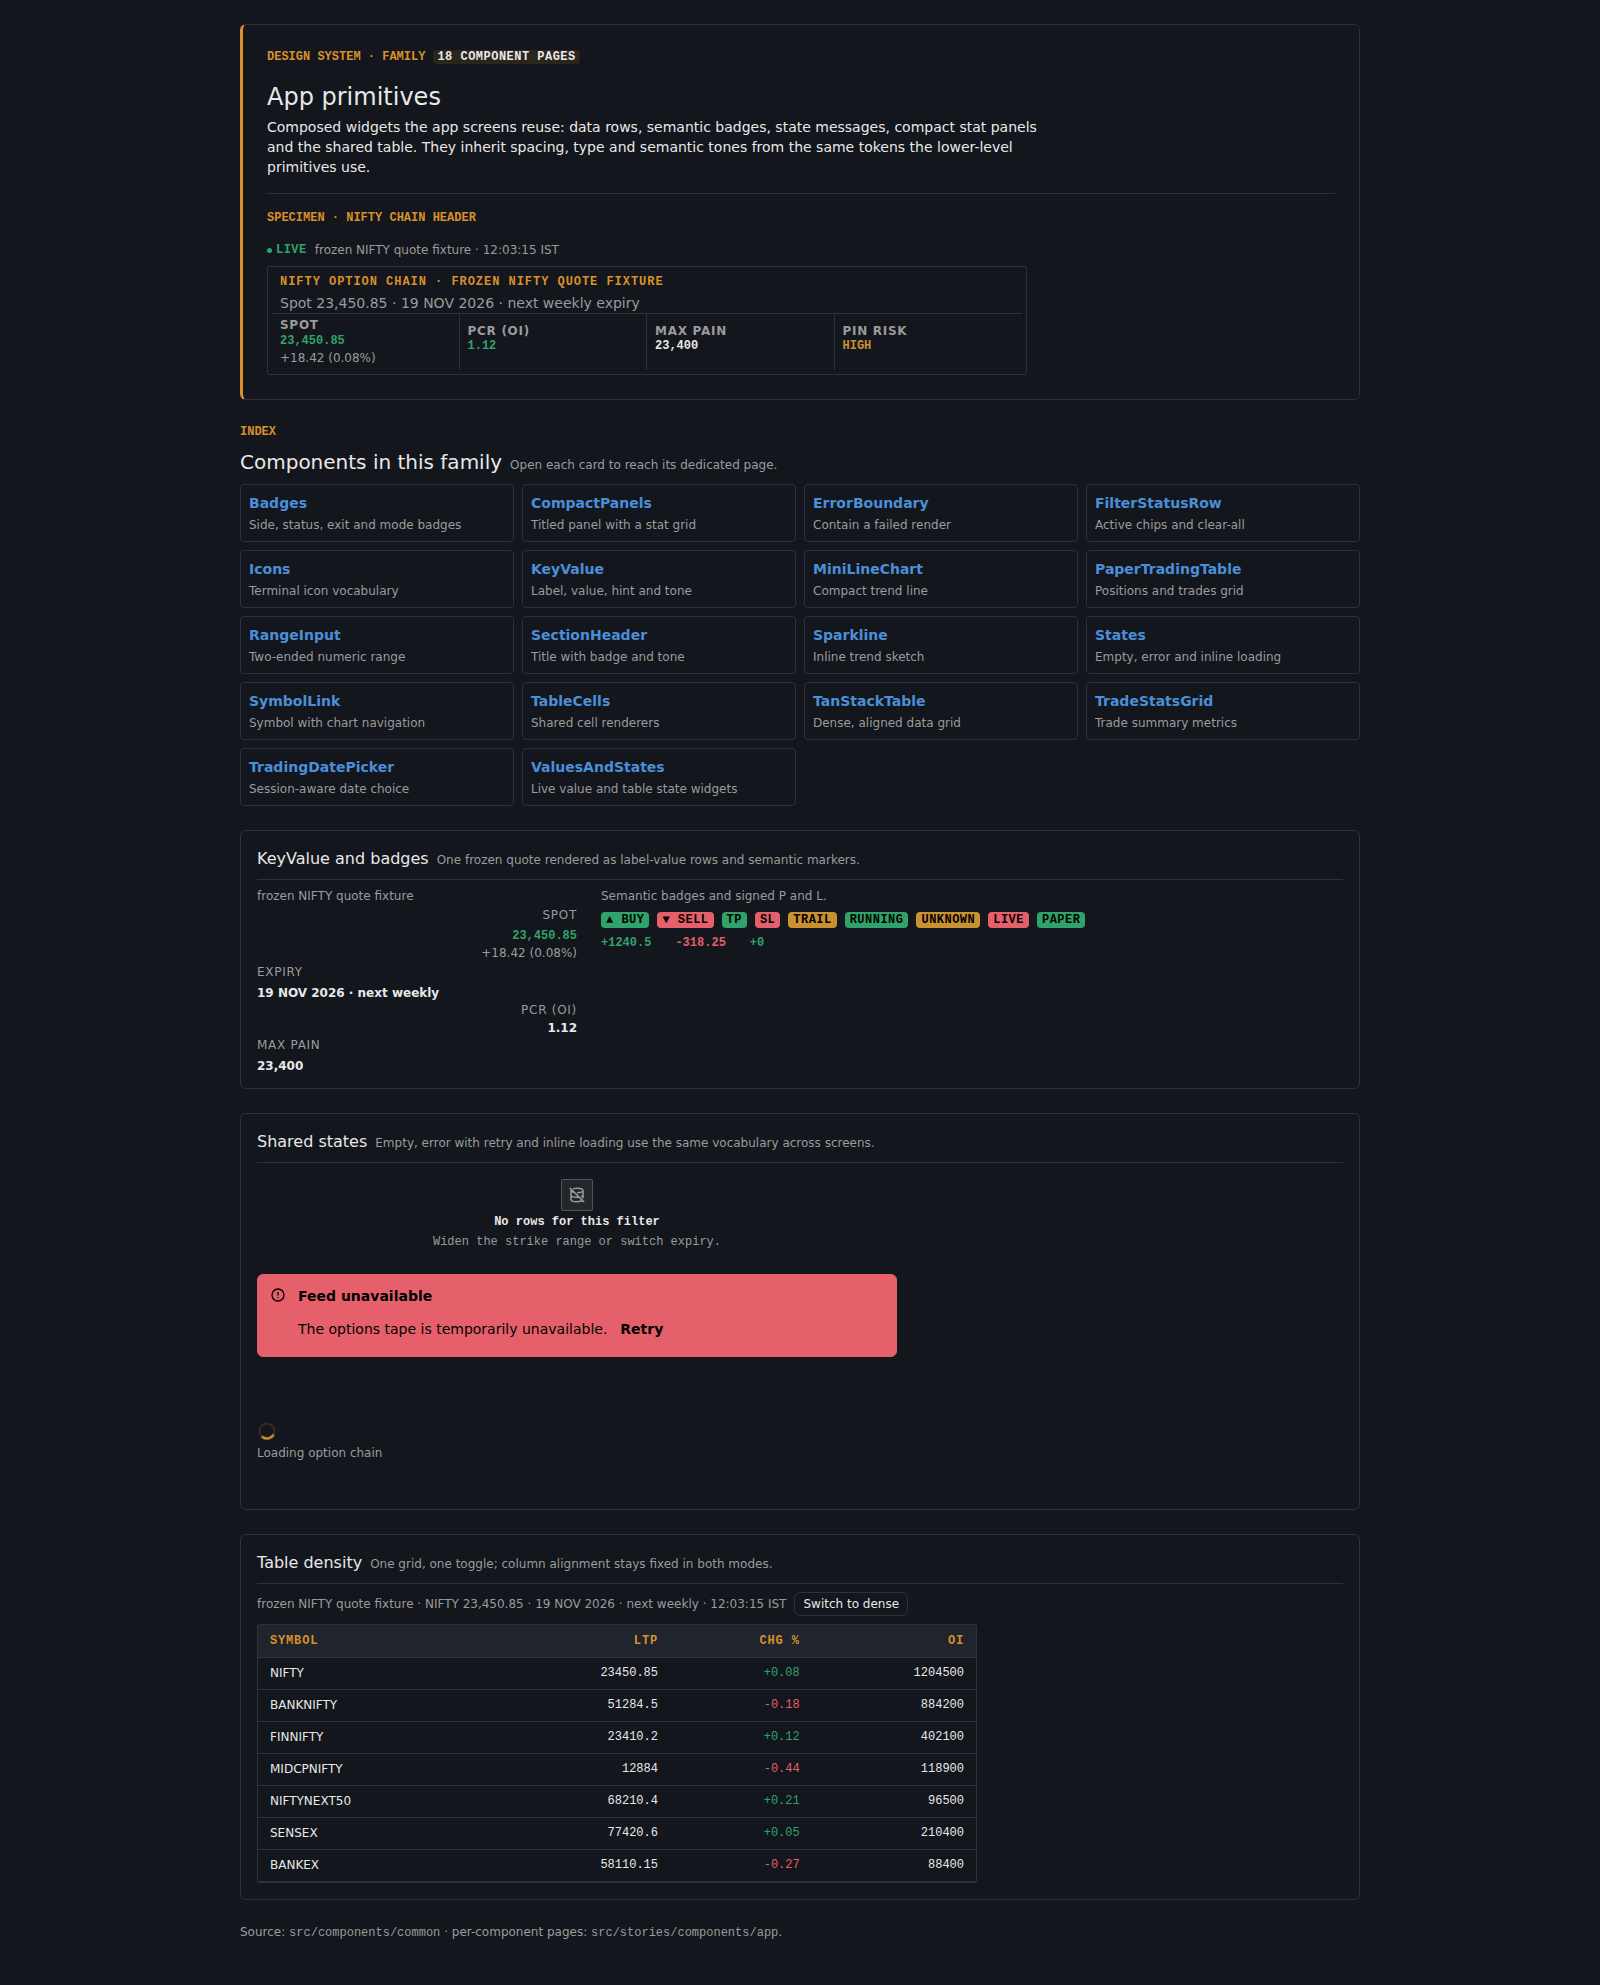 DESIGN SYSTEM · FAMILY 18 COMPONENT PAGES
App primitives
Composed widgets the app screens reuse: data rows, semantic badges, state messages, compact stat panels
and the shared table. They inherit spacing, type and semantic tones from the same tokens the lower-level
primitives use.
SPECIMEN · NIFTY CHAIN HEADER
LIVE frozen NIFTY quote fixture · 12:03:15 IST
NIFTY OPTION CHAIN · FROZEN NIFTY QUOTE FIXTURE
Spot 23,450.85 · 19 NOV 2026 · next weekly expiry
SPOT
23,450.85
+18.42 (0.08%)
PCR (OI)
1.12
MAX PAIN
23,400
PIN RISK
HIGH
INDEX
Components in this family Open each card to reach its dedicated page.
Badges
Side, status, exit and mode badges
CompactPanels
Titled panel with a stat grid
ErrorBoundary
Contain a failed render
FilterStatusRow
Active chips and clear-all
Icons
Terminal icon vocabulary
KeyValue
Label, value, hint and tone
MiniLineChart
Compact trend line
PaperTradingTable
Positions and trades grid
RangeInput
Two-ended numeric range
SectionHeader
Title with badge and tone
Sparkline
Inline trend sketch
States
Empty, error and inline loading
SymbolLink
Symbol with chart navigation
TableCells
Shared cell renderers
TanStackTable
Dense, aligned data grid
TradeStatsGrid
Trade summary metrics
TradingDatePicker
Session-aware date choice
ValuesAndStates
Live value and table state widgets
KeyValue and badges One frozen quote rendered as label-value rows and semantic markers.
frozen NIFTY quote fixture
SPOT
23,450.85
+18.42 (0.08%)
EXPIRY
19 NOV 2026 · next weekly
PCR (OI)
1.12
MAX PAIN
23,400
Semantic badges and signed P and L.
▲ BUY ▼ SELL TP SL TRAIL RUNNING UNKNOWN LIVE PAPER
+1240.5 -318.25 +0
Shared states Empty, error with retry and inline loading use the same vocabulary across screens.
No rows for this filter
Widen the strike range or switch expiry.
Feed unavailable
The options tape is temporarily unavailable. Retry
Loading option chain
Table density One grid, one toggle; column alignment stays fixed in both modes.
frozen NIFTY quote fixture · NIFTY 23,450.85 · 19 NOV 2026 · next weekly · 12:03:15 IST Switch to dense
SYMBOL LTP CHG % OI
NIFTY 23450.85 +0.08 1204500
BANKNIFTY 51284.5 -0.18 884200
FINNIFTY 23410.2 +0.12 402100
MIDCPNIFTY 12884 -0.44 118900
NIFTYNEXT50 68210.4 +0.21 96500
SENSEX 77420.6 +0.05 210400
BANKEX 58110.15 -0.27 88400
Source: src/components/common · per-component pages: src/stories/components/app.